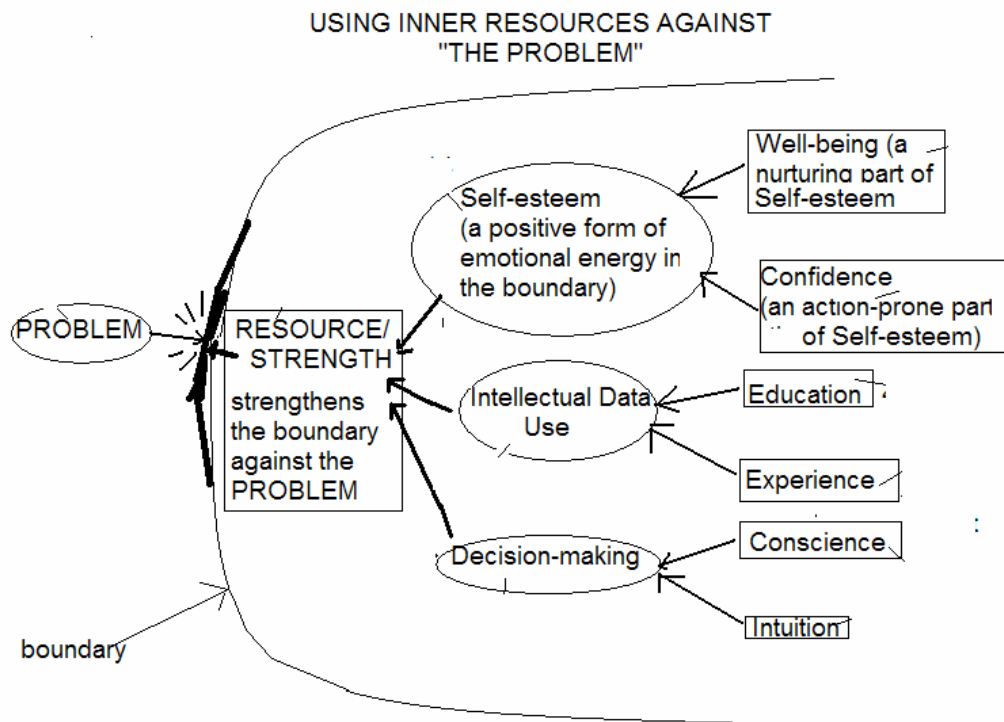 USING INNER RESOURCES AGAINST
"THE PROBLEM"
Well-being (a
nurturing part of
Self-esteem
Self-esteem
(a positive form of
emotional energy in
the boundary)
Confidence
(an action-prone part
of Self-esteem)
PROBLEM
RESOURCE/
STRENGTH
strengthens
the boundary
against the
PROBLEM
Intellectual Data
Use
Education
Experience
Decision-making
Conscience
Intuition
boundary